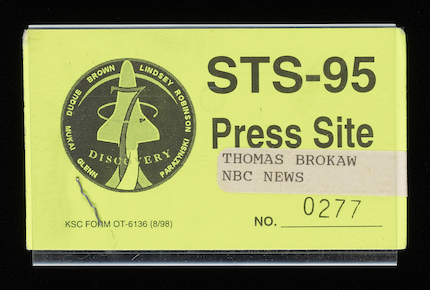 STS-95
DUQUE BROWN LINDSEY ROBINSON
MUKAI GLENN PARAZYNSKI
DISCOVERY
Press Site
THOMAS BROKAW
NBC NEWS
NO. 0277
KSC FORM OT-6136 (8/98)